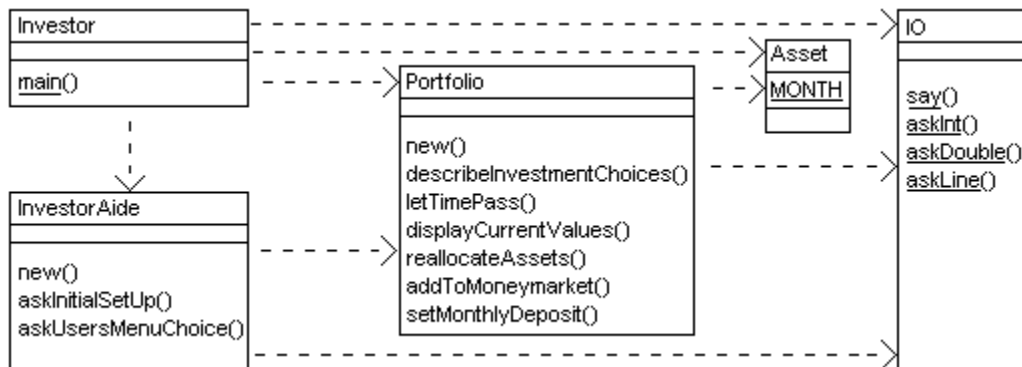 Investor
main()
InvestorAide
new()
askInitialSetUp()
askUsersMenuChoice()
Portfolio
new()
describeInvestmentChoices()
letTimePass()
displayCurrentValues()
reallocateAssets()
addToMoneymarket()
setMonthlyDeposit()
Asset
MONTH
IO
say()
askInt()
askDouble()
askLine()